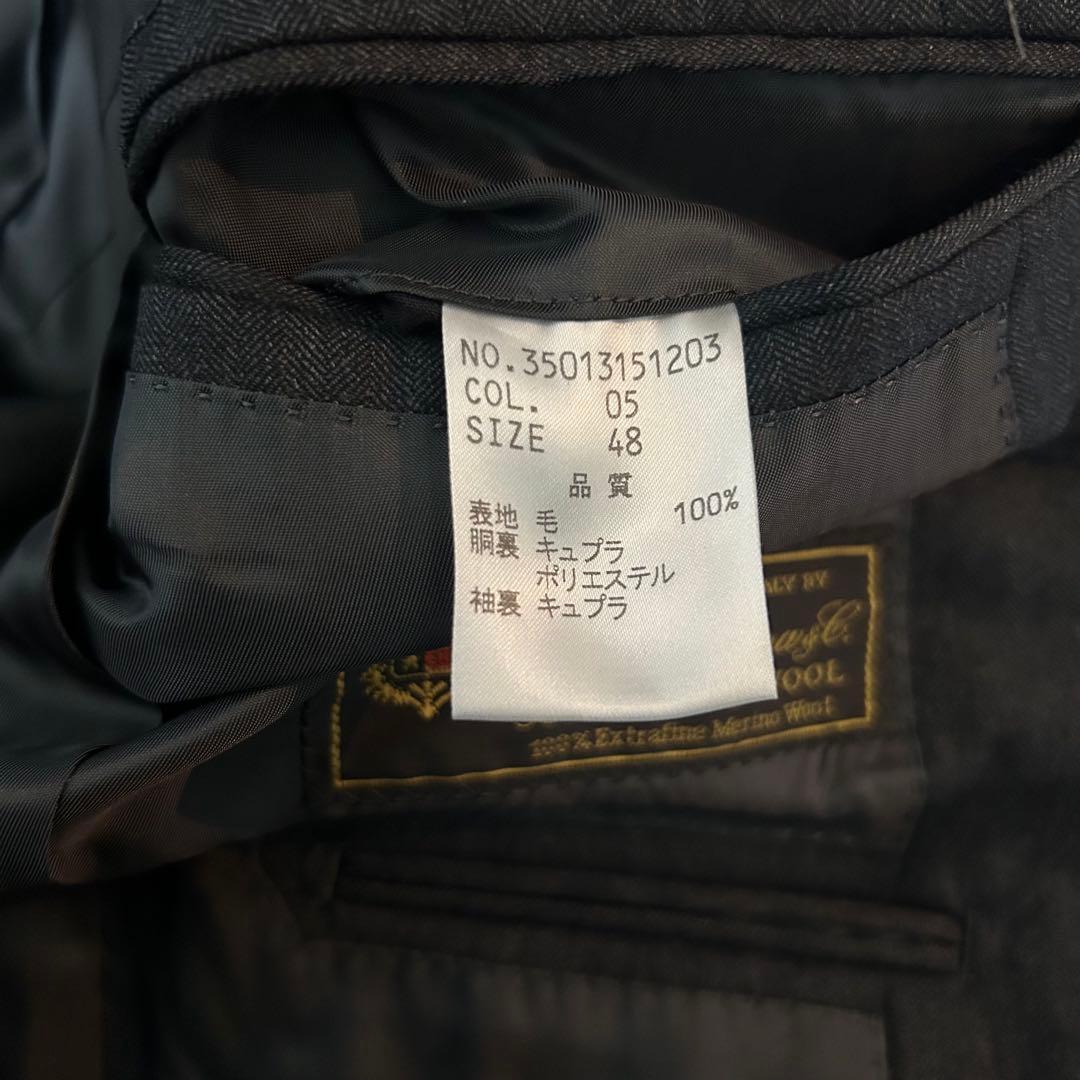 NO.35013151203
COL. 05
SIZE 48
品質
表地 毛 100%
胴裏 キュプラ
ポリエステル
袖裏 キュプラ
BY
WOOL
100% Extrafine Merino Wool